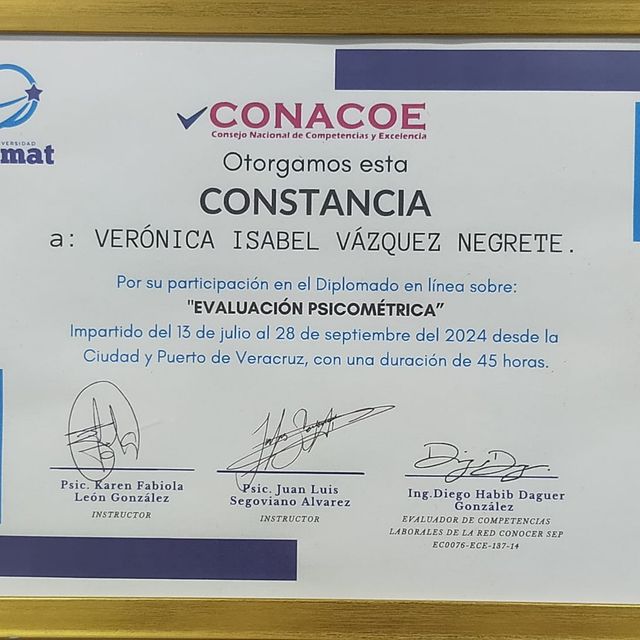 CONACOE
Consejo Nacional de Competencias y Excelencia
VERSIDAD
mat
Otorgamos esta
CONSTANCIA
a: VERÓNICA ISABEL VÁZQUEZ NEGRETE.
Por su participación en el Diplomado en línea sobre:
"EVALUACIÓN PSICOMÉTRICA”
Impartido del 13 de julio al 28 de septiembre del 2024 desde la
Ciudad y Puerto de Veracruz, con una duración de 45 horas.
Psic. Karen Fabiola
León González
INSTRUCTOR
Psic. Juan Luis
Segoviano Alvarez
INSTRUCTOR
Ing.Diego Habib Daguer
González
EVALUADOR DE COMPETENCIAS
LABORALES DE LA RED CONOCER SEP
EC0076-ECE-187-14